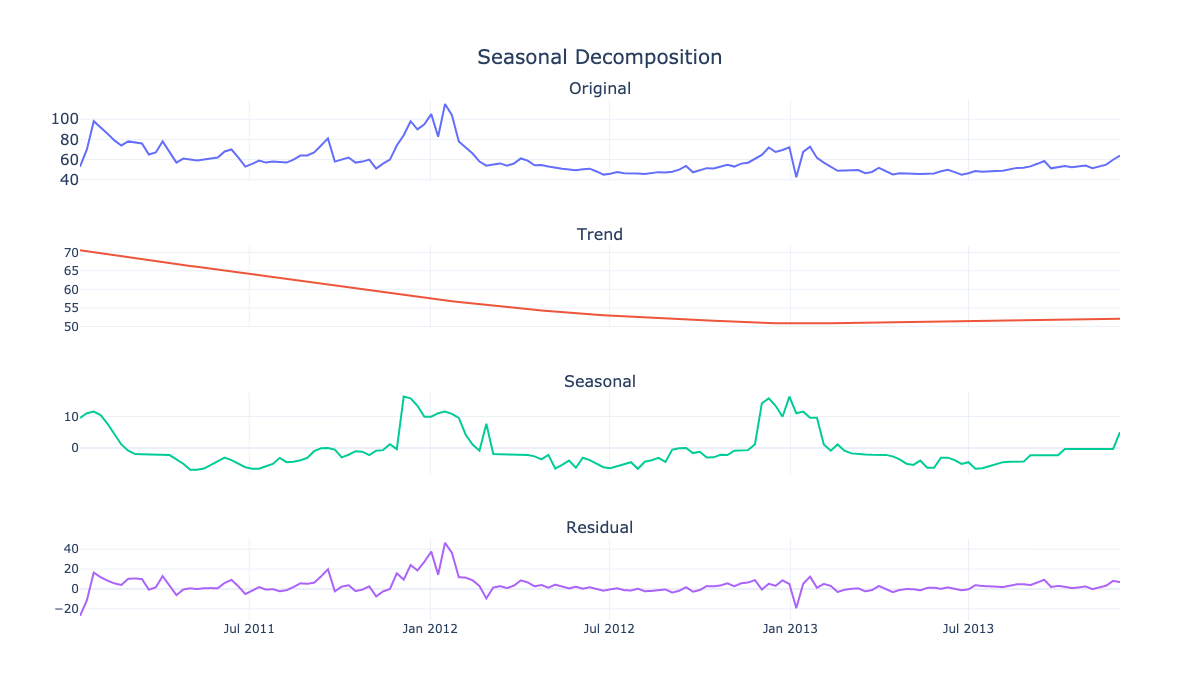 Seasonal Decomposition
Original
100
80
60
40
Trend
70
65
60
55
50
Seasonal
10
0
Residual
40
20
0
−20
Jul 2011 Jan 2012 Jul 2012 Jan 2013 Jul 2013